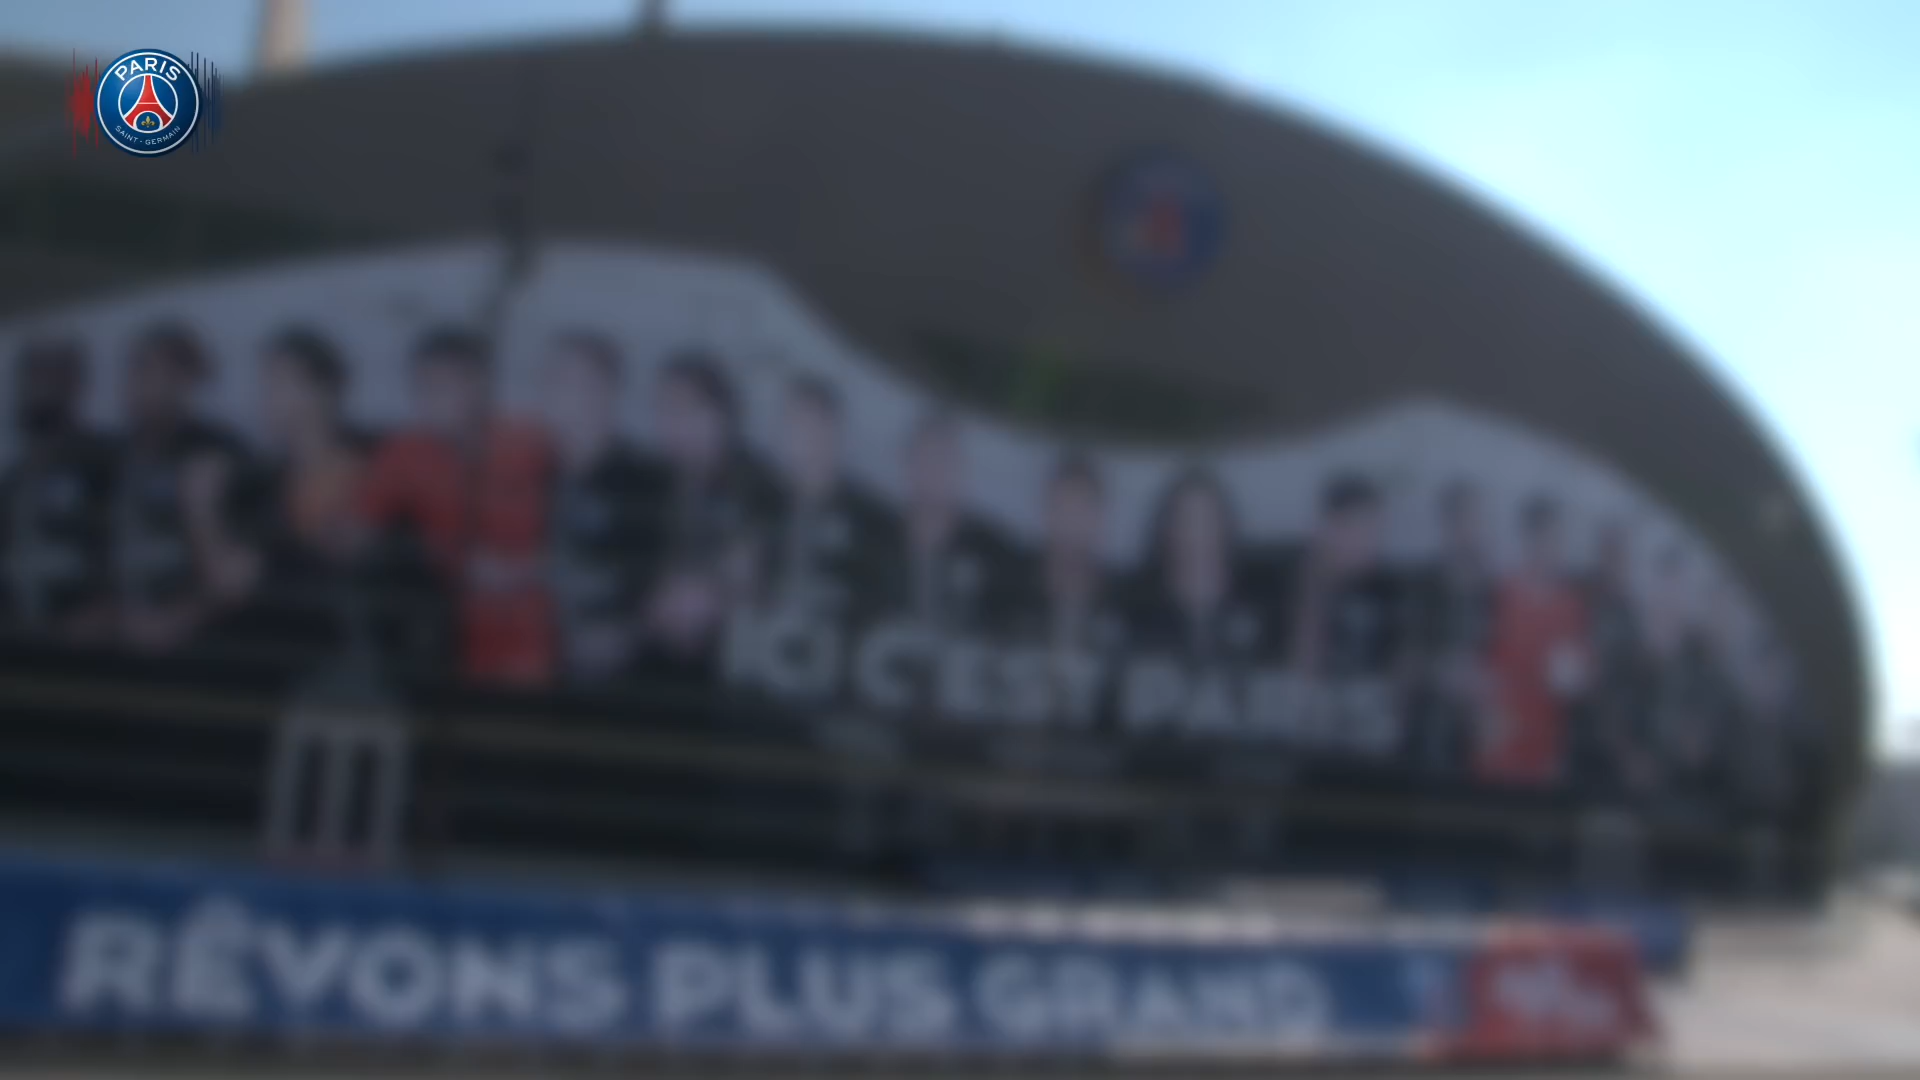 PARIS
SAINT-GERMAIN
ICI C'EST PARIS
RÊVONS PLUS GRAND